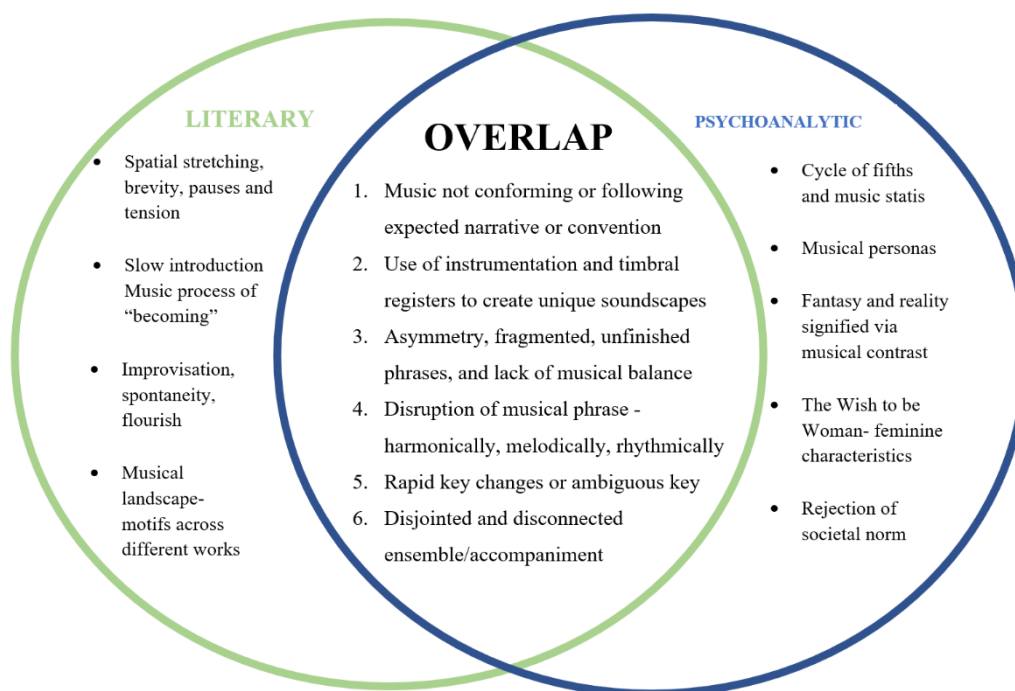 LITERARY
• Spatial stretching,
brevity, pauses and
tension
• Slow introduction
Music process of
“becoming”
• Improvisation,
spontaneity,
flourish
• Musical
landscape-
motifs across
different works
OVERLAP
1. Music not conforming or following
expected narrative or convention
2. Use of instrumentation and timbral
registers to create unique soundscapes
3. Asymmetry, fragmented, unfinished
phrases, and lack of musical balance
4. Disruption of musical phrase -
harmonically, melodically, rhythmically
5. Rapid key changes or ambiguous key
6. Disjointed and disconnected
ensemble/accompaniment
PSYCHOANALYTIC
• Cycle of fifths
and music statis
• Musical personas
• Fantasy and reality
signified via
musical contrast
• The Wish to be
Woman- feminine
characteristics
• Rejection of
societal norm